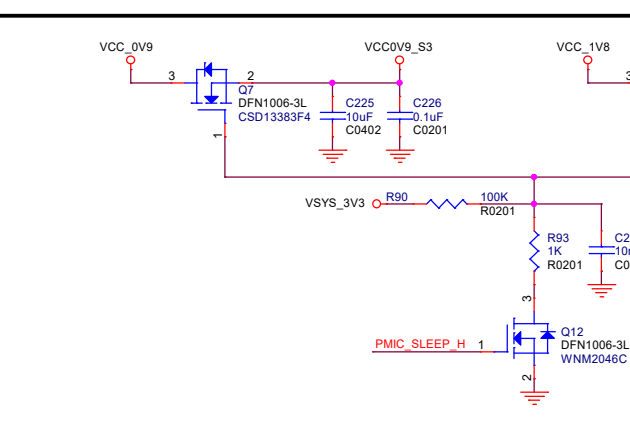 VCC_0V9
VCC0V9_S3
VCC_1V8
3
2
3
Q7
DFN1006-3L
CSD13383F4
1
C225
10uF
C0402
C226
0.1uF
C0201
VSYS_3V3
R90
100K
R0201
R93
1K
R0201
3
PMIC_SLEEP_H
1
Q12
DFN1006-3L
WNM2046C
2